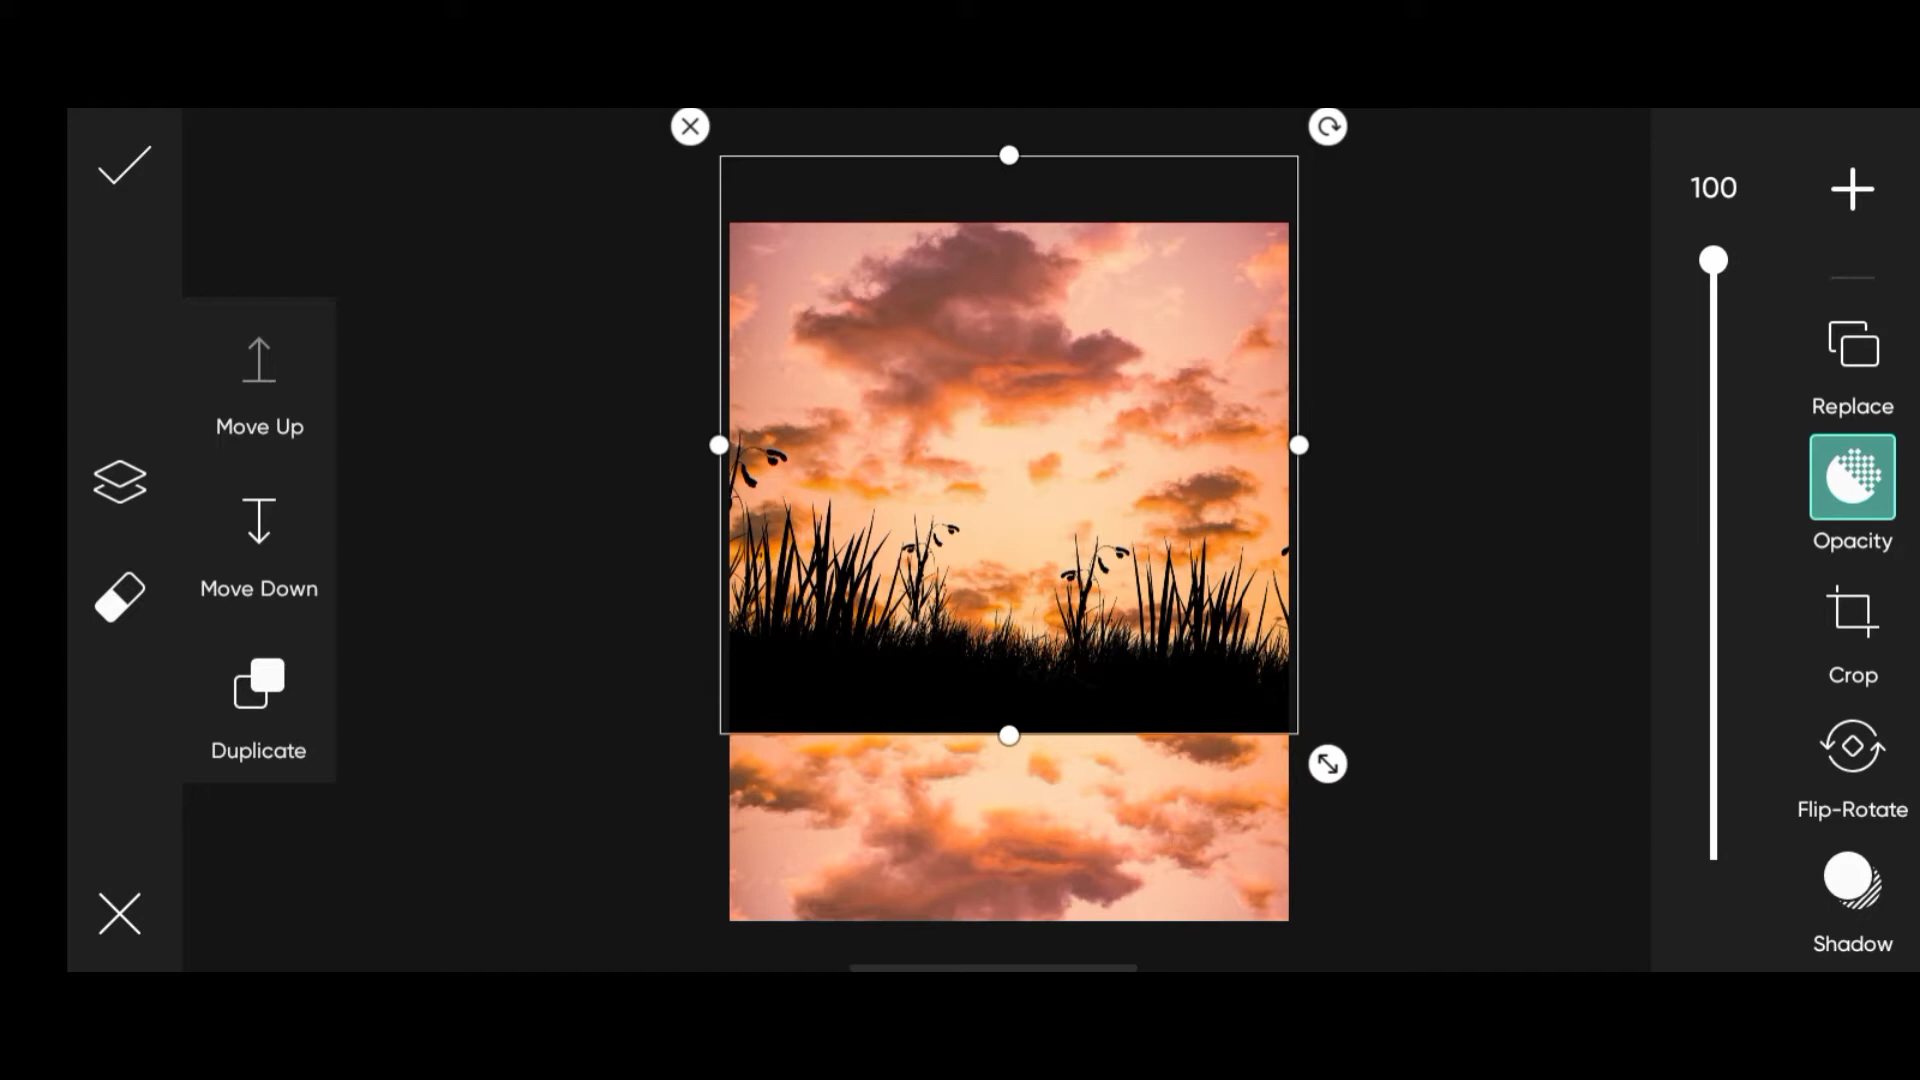 100
Move Up
Replace
Opacity
Move Down
Crop
Duplicate
Flip-Rotate
Shadow